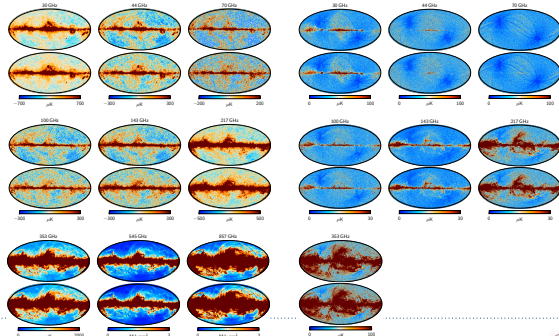 30 GHz 44 GHz 70 GHz 30 GHz 44 GHz 70 GHz
−700 700 −300 300 −200 200 0 100 0 100 0 100
μK μK μK μK μK μK
100 GHz 143 GHz 217 GHz 100 GHz 143 GHz 217 GHz
−300 300 −300 300 −500 500 0 30 0 30 0 30
μK μK μK μK μK μK
353 GHz 545 GHz 857 GHz 353 GHz
0 100
μK